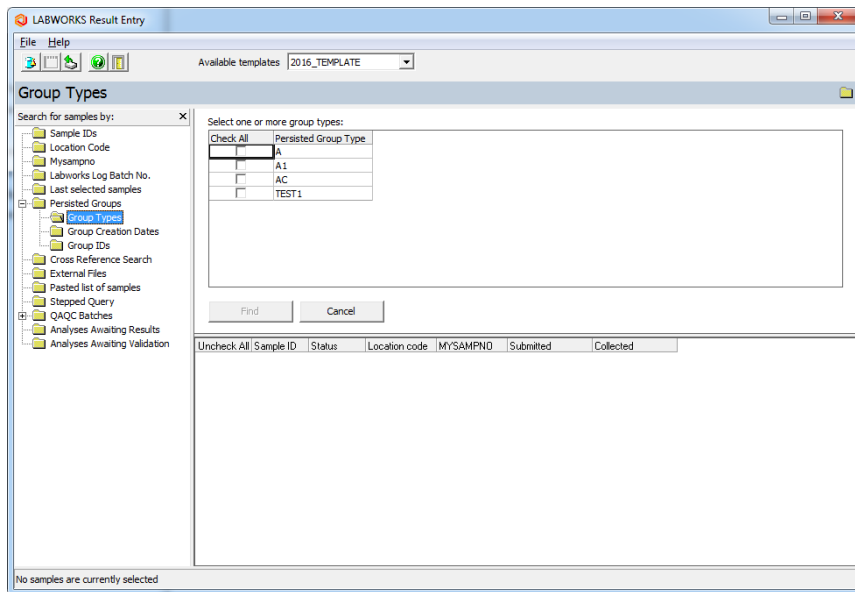 LABWORKS Result Entry
File Help
Available templates 2016_TEMPLATE
Group Types
Search for samples by:
Sample IDs
Location Code
Mysampno
Labworks Log Batch No.
Last selected samples
Persisted Groups
Group Types
Group Creation Dates
Group IDs
Cross Reference Search
External Files
Pasted list of samples
Stepped Query
QAQC Batches
Analyses Awaiting Results
Analyses Awaiting Validation
Select one or more group types:
Check All Persisted Group Type
A
A1
AC
TEST1
Find Cancel
Uncheck All Sample ID Status Location code MYSAMPNO Submitted Collected
No samples are currently selected